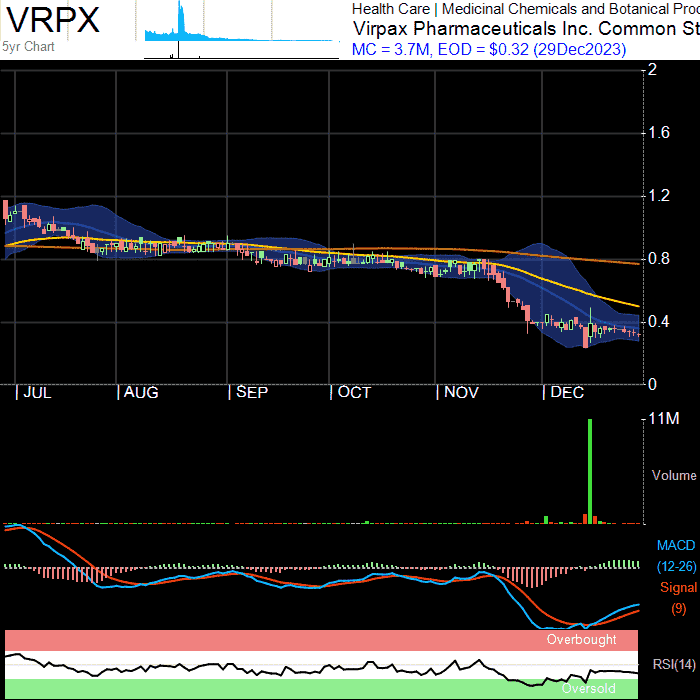 VRPX
5yr Chart
Health Care | Medicinal Chemicals and Botanical Proc
Virpax Pharmaceuticals Inc. Common St
MC = 3.7M, EOD = $0.32 (29Dec2023)
2
1.6
1.2
0.8
0.4
0
JUL AUG SEP OCT NOV DEC
11M
Volume
MACD
(12-26)
Signal
(9)
Overbought
RSI(14)
Oversold